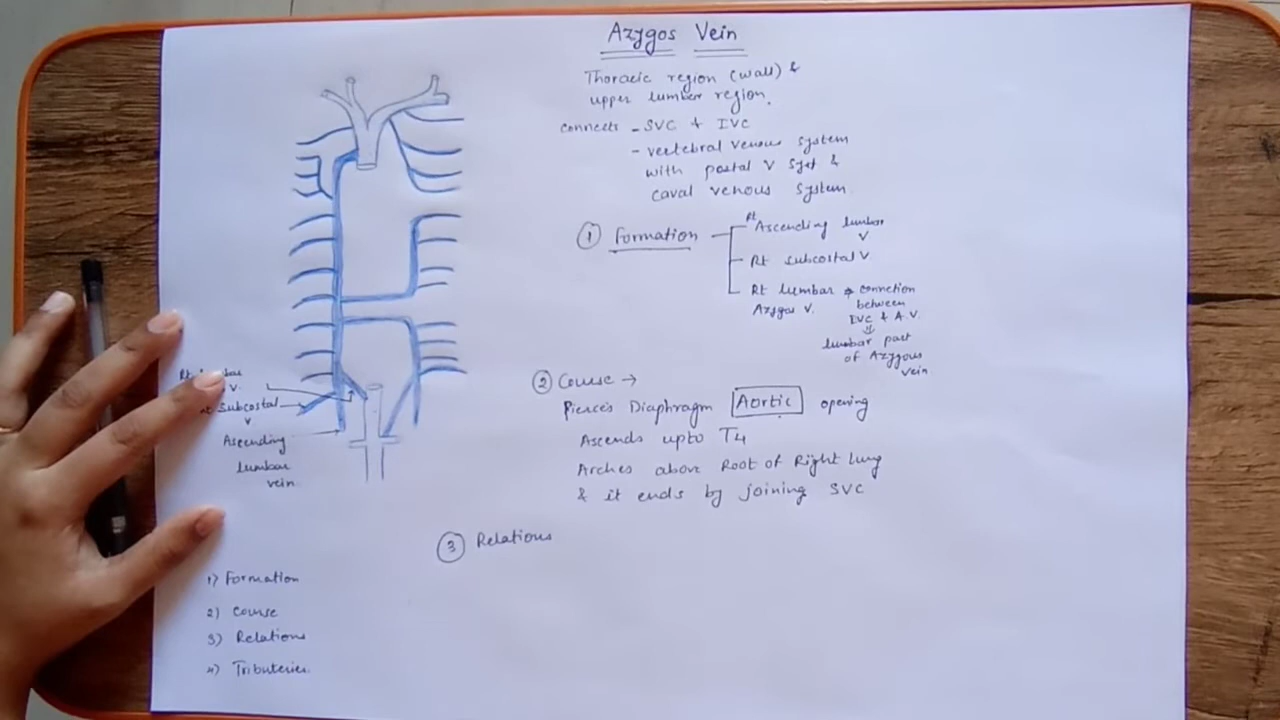 Azygos Vein
Thoracic region (wall) &
upper lumbar region.
connects - SVC & IVC
- vertebral venous system
with portal V syst &
caval venous system.
① Formation
Rt Ascending lumbar
V
Rt subcostal V
Rt lumbar
Azygos V.
connection
between
IVC & A.V.
lumbar part
of Azygous
vein
② Course →
Pierces Diaphragm Aortic opening
Ascends upto T4
Arches above Root of Right lung
& it ends by joining SVC
③ Relations
Rt
V.
Subcostal
V
Ascending
lumbar
vein
1) Formation
2) Course
3) Relations
4) Tributeries.